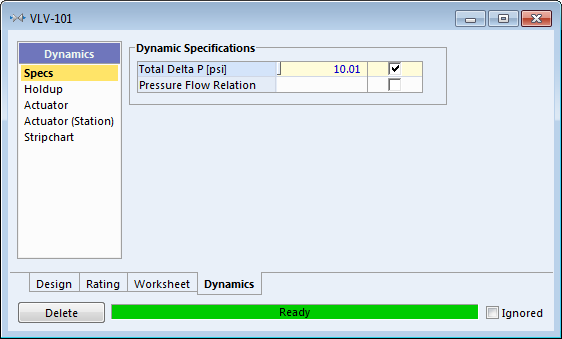 VLV-101
Dynamics
Specs
Holdup
Actuator
Actuator (Station)
Stripchart
Dynamic Specifications
Total Delta P [psi] 10.01
Pressure Flow Relation
Design Rating Worksheet Dynamics
Delete Ready Ignored